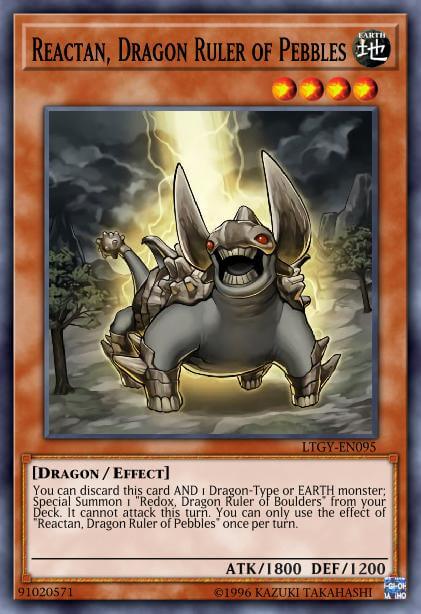 REACTAN, DRAGON RULER OF PEBBLES
EARTH
地
LTGY-EN095
[DRAGON / EFFECT]
You can discard this card AND 1 Dragon-Type or EARTH monster;
Special Summon 1 "Redox, Dragon Ruler of Boulders" from your
Deck. It cannot attack this turn. You can only use the effect of
"Reactan, Dragon Ruler of Pebbles" once per turn.
ATK/1800 DEF/1200
91020571
©1996 KAZUKI TAKAHASHI